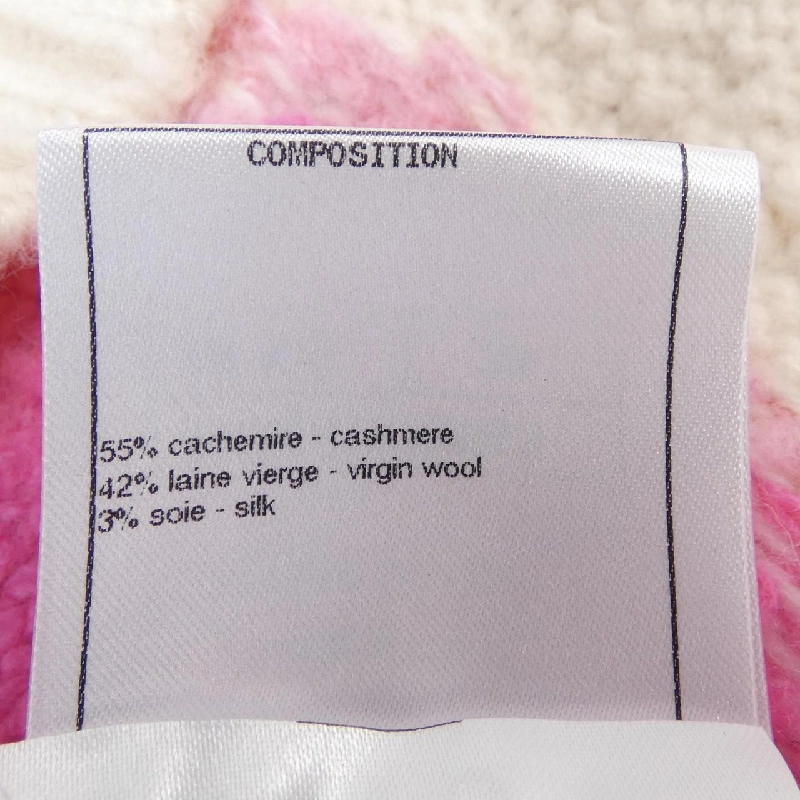 COMPOSITION
55% cachemire - cashmere
42% laine vierge - virgin wool
3% soie - silk